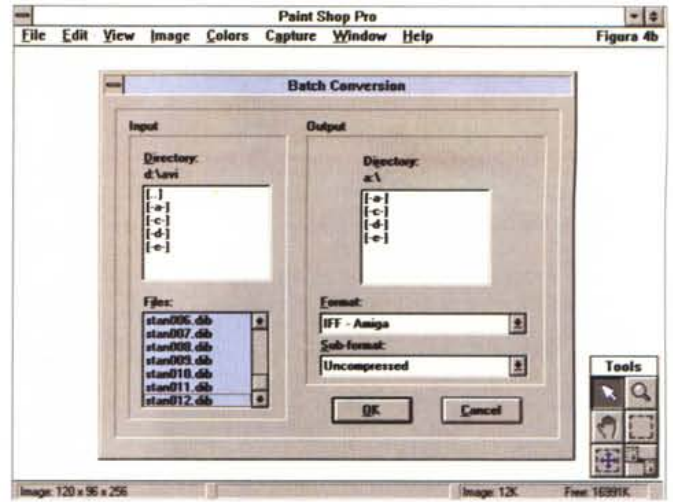 Paint Shop Pro
File Edit View Image Colors Capture Window Help Figura 4b
Batch Conversion
Input
Directory:
d:\avi
[..]
[-a-]
[-c-]
[-d-]
[-e-]
Files:
stan006.dib
stan007.dib
stan008.dib
stan009.dib
stan010.dib
stan011.dib
stan012.dib
Output
Directory:
a:\
[-a-]
[-c-]
[-d-]
[-e-]
Format:
IFF - Amiga
Sub-format:
Uncompressed
OK Cancel
Tools
Image: 120 x 96 x 256 Image: 12K Free: 16991K